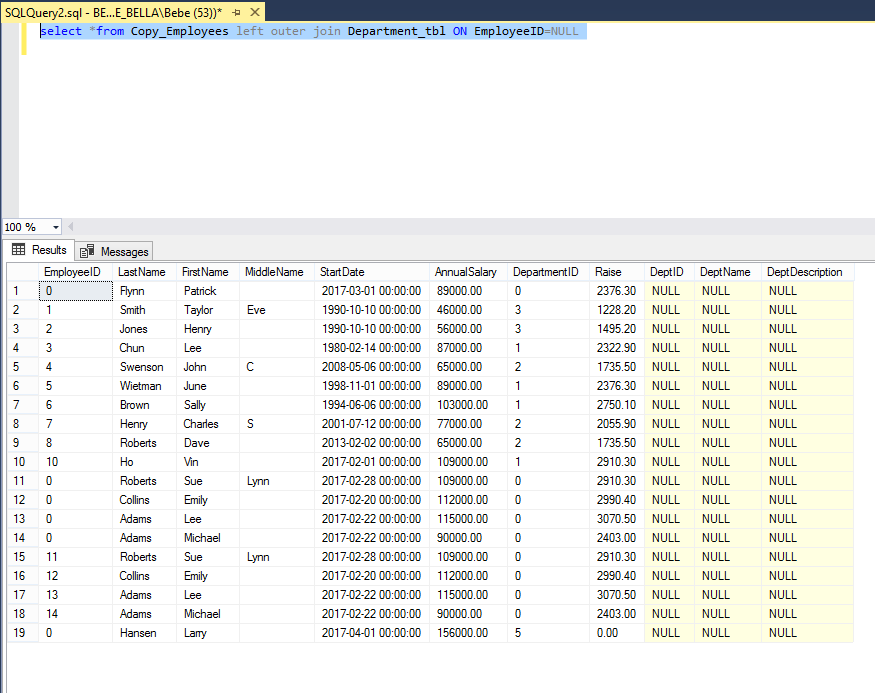 SQLQuery2.sql - BE...E_BELLA\Bebe (53))*
select *from Copy_Employees left outer join Department_tbl ON EmployeeID=NULL
100 %
Results Messages
EmployeeID LastName FirstName MiddleName StartDate AnnualSalary DepartmentID Raise DeptID DeptName DeptDescription
1 0 Flynn Patrick 2017-03-01 00:00:00 89000.00 0 2376.30 NULL NULL NULL
2 1 Smith Taylor Eve 1990-10-10 00:00:00 46000.00 3 1228.20 NULL NULL NULL
3 2 Jones Henry 1990-10-10 00:00:00 56000.00 3 1495.20 NULL NULL NULL
4 3 Chun Lee 1980-02-14 00:00:00 87000.00 1 2322.90 NULL NULL NULL
5 4 Swenson John C 2008-05-06 00:00:00 65000.00 2 1735.50 NULL NULL NULL
6 5 Wietman June 1998-11-01 00:00:00 89000.00 1 2376.30 NULL NULL NULL
7 6 Brown Sally 1994-06-06 00:00:00 103000.00 1 2750.10 NULL NULL NULL
8 7 Henry Charles S 2001-07-12 00:00:00 77000.00 2 2055.90 NULL NULL NULL
9 8 Roberts Dave 2013-02-02 00:00:00 65000.00 2 1735.50 NULL NULL NULL
10 10 Ho Vin 2017-02-01 00:00:00 109000.00 1 2910.30 NULL NULL NULL
11 0 Roberts Sue Lynn 2017-02-28 00:00:00 109000.00 0 2910.30 NULL NULL NULL
12 0 Collins Emily 2017-02-20 00:00:00 112000.00 0 2990.40 NULL NULL NULL
13 0 Adams Lee 2017-02-22 00:00:00 115000.00 0 3070.50 NULL NULL NULL
14 0 Adams Michael 2017-02-22 00:00:00 90000.00 0 2403.00 NULL NULL NULL
15 11 Roberts Sue Lynn 2017-02-28 00:00:00 109000.00 0 2910.30 NULL NULL NULL
16 12 Collins Emily 2017-02-20 00:00:00 112000.00 0 2990.40 NULL NULL NULL
17 13 Adams Lee 2017-02-22 00:00:00 115000.00 0 3070.50 NULL NULL NULL
18 14 Adams Michael 2017-02-22 00:00:00 90000.00 0 2403.00 NULL NULL NULL
19 0 Hansen Larry 2017-04-01 00:00:00 156000.00 5 0.00 NULL NULL NULL